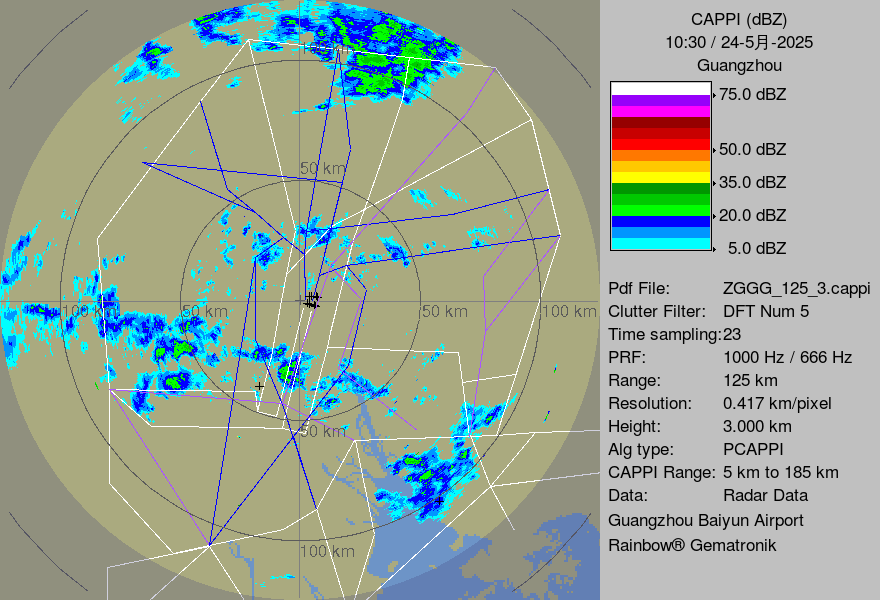 CAPPI (dBZ)
10:30 / 24-5月-2025
Guangzhou
75.0 dBZ
50.0 dBZ
35.0 dBZ
20.0 dBZ
5.0 dBZ
Pdf File: ZGGG_125_3.cappi
Clutter Filter: DFT Num 5
Time sampling:23
PRF: 1000 Hz / 666 Hz
Range: 125 km
Resolution: 0.417 km/pixel
Height: 3.000 km
Alg type: PCAPPI
CAPPI Range: 5 km to 185 km
Data: Radar Data
Guangzhou Baiyun Airport
Rainbow® Gematronik
50 km
100 km
50 km
50 km
100 km
50 km
100 km